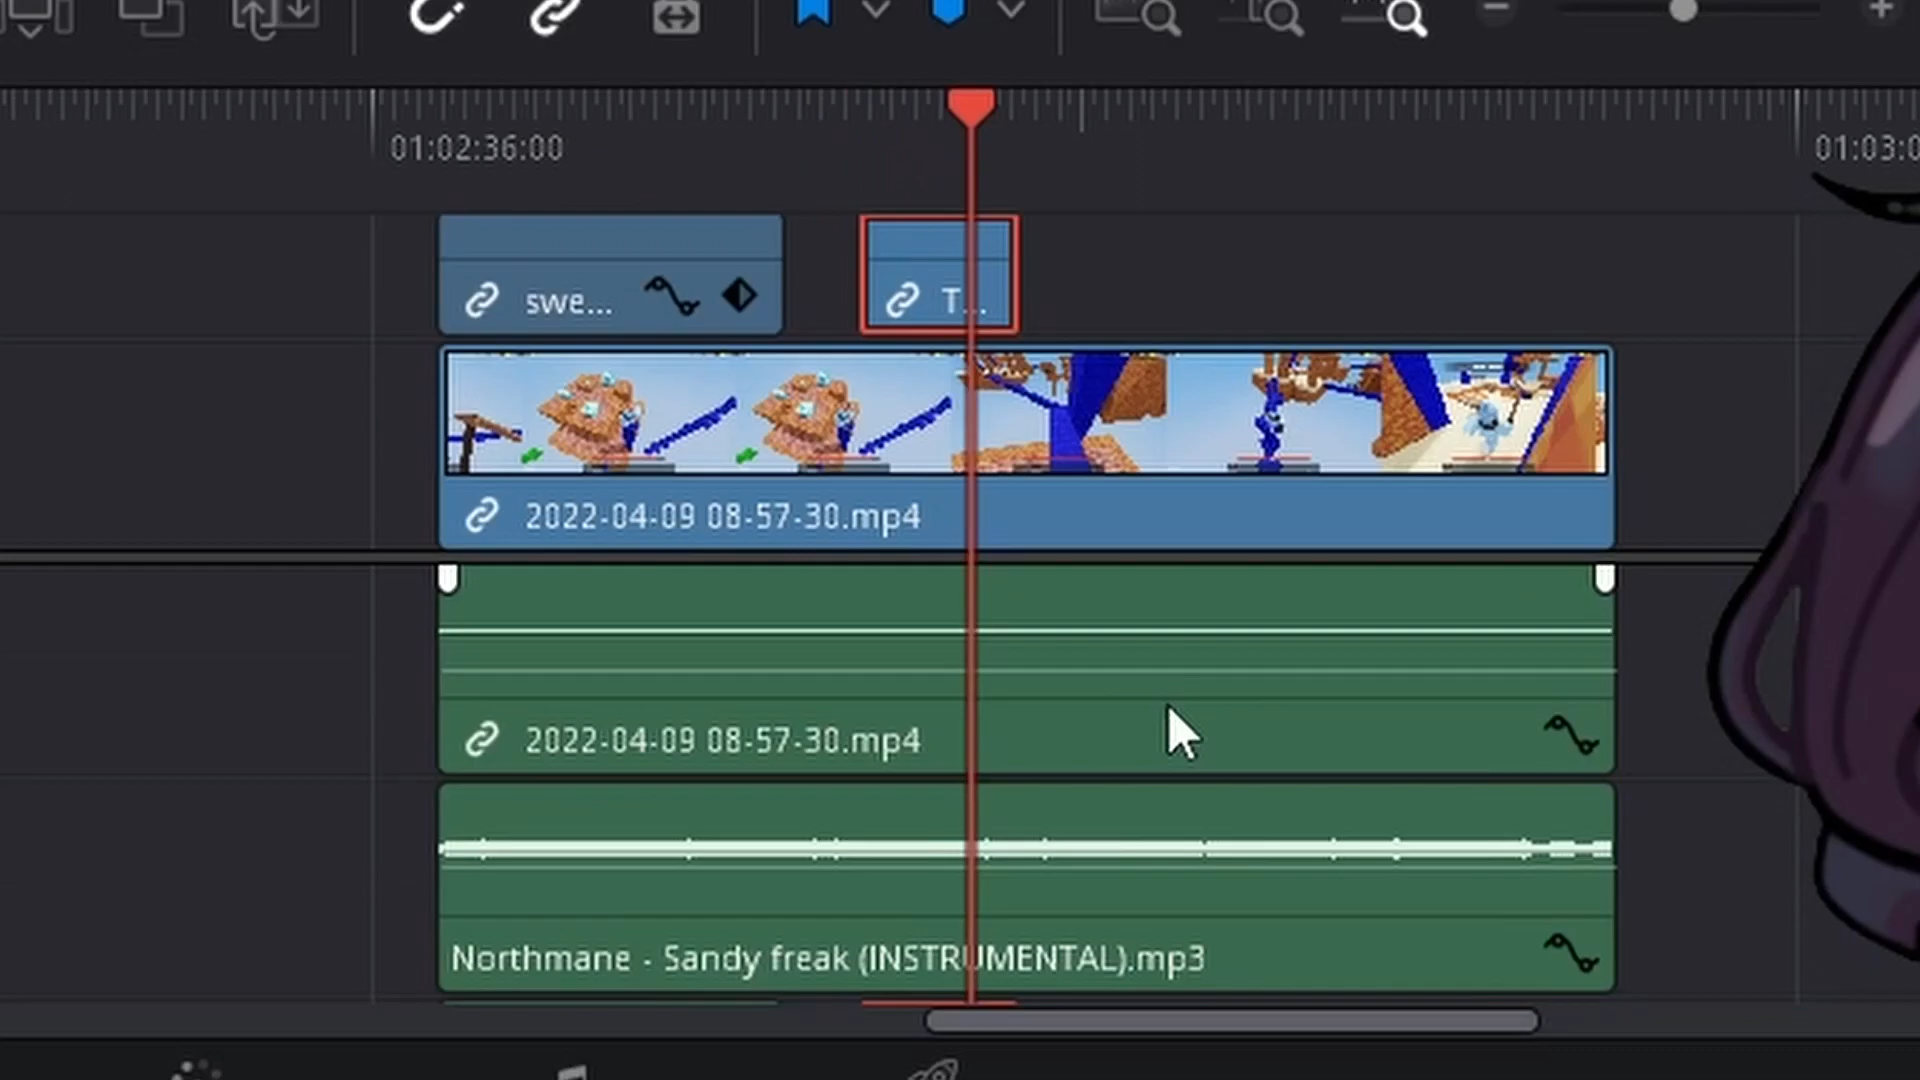 01:02:36:00
01:03:0
swe...
T...
2022-04-09 08-57-30.mp4
2022-04-09 08-57-30.mp4
Northmane - Sandy freak (INSTRUMENTAL).mp3